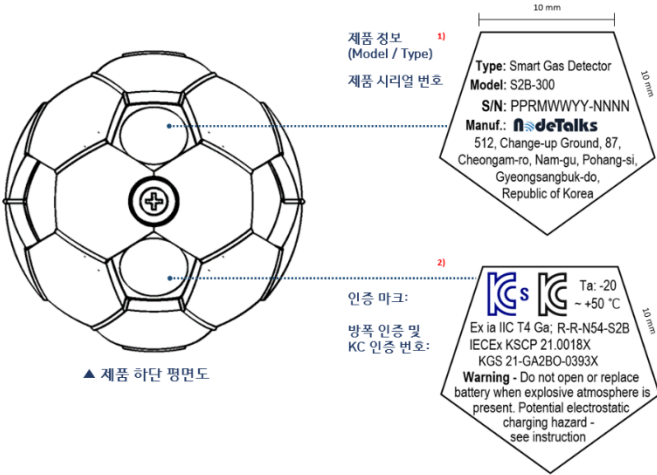 10 mm
제품 정보 1)
(Model / Type)
제품 시리얼 번호
Type: Smart Gas Detector
Model: S2B-300
S/N: PPRMWWYY-NNNN
Manuf.: NodeTalks
512, Change-up Ground, 87,
Cheongam-ro, Nam-gu, Pohang-si,
Gyeongsangbuk-do,
Republic of Korea
10 mm
2)
인증 마크:
방폭 인증 및
KC 인증 번호:
KCs KC Ta: -20
~ +50 ℃
Ex ia IIC T4 Ga; R-R-N54-S2B
IECEx KSCP 21.0018X
KGS 21-GA2BO-0393X
Warning - Do not open or replace
battery when explosive atmosphere is
present. Potential electrostatic
charging hazard -
see instruction
10 mm
▲ 제품 하단 평면도